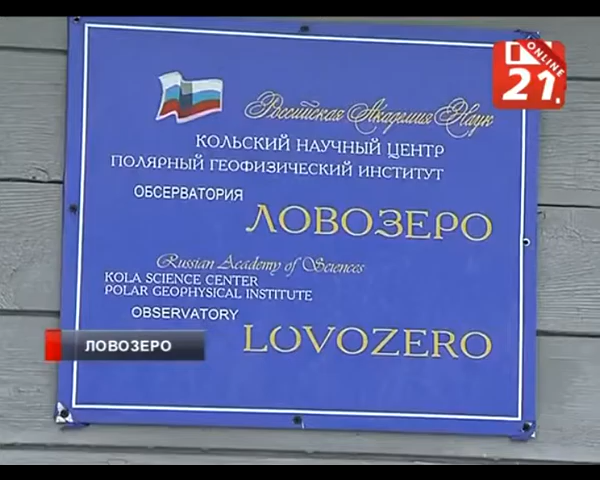 Российская Академия Наук
КОЛЬСКИЙ НАУЧНЫЙ ЦЕНТР
ПОЛЯРНЫЙ ГЕОФИЗИЧЕСКИЙ ИНСТИТУТ
ОБСЕРВАТОРИЯ
ЛОВОЗЕРО
Russian Academy of Sciences
KOLA SCIENCE CENTER
POLAR GEOPHYSICAL INSTITUTE
OBSERVATORY
LOVOZERO
ЛОВОЗЕРО
ONLINE
21.